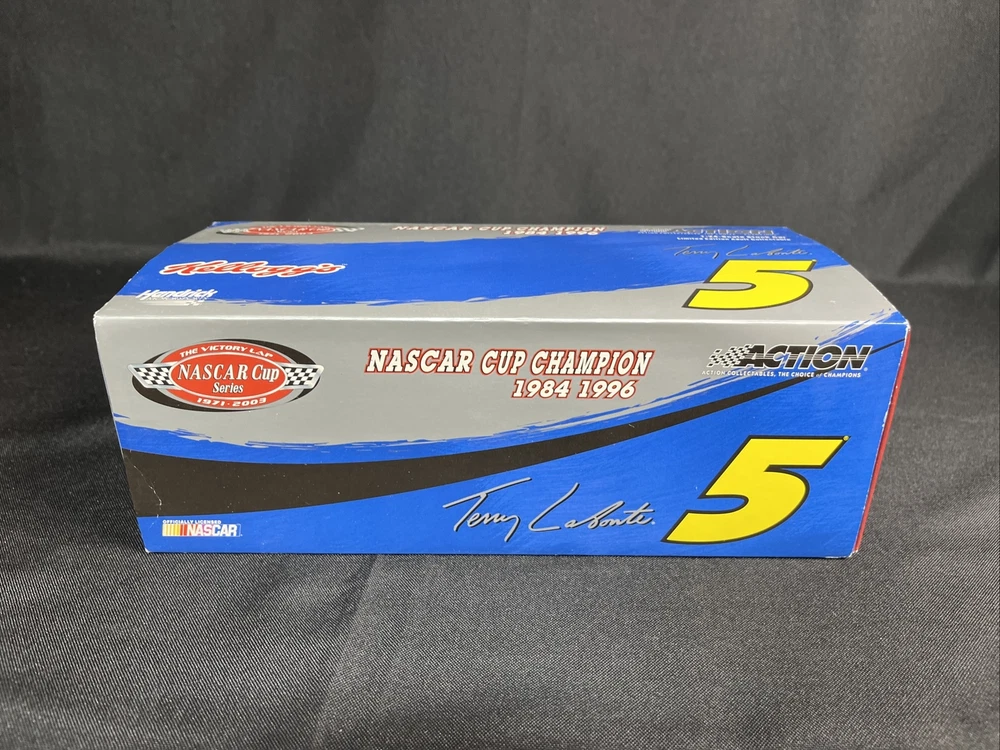 NASCAR CUP CHAMPION
1996
Kellogg's
Hendrick
Terry Labonte.
5
THE VICTORY LAP
NASCAR Cup
Series
1971-2003
NASCAR CUP CHAMPION
1984 1996
ACTION
ACTION COLLECTABLES, THE CHOICE of CHAMPIONS
5
Terry Labonte.
OFFICIALLY LICENSED
NASCAR